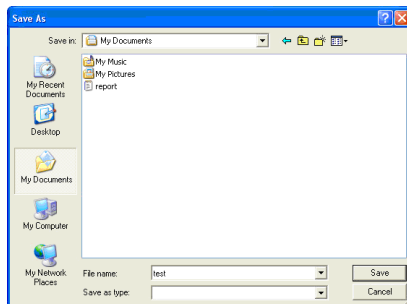 Save As
Save in:
My Documents
My Recent
Documents
Desktop
My Documents
My Computer
My Network
Places
My Music
My Pictures
report
File name:
test
Save
Save as type:
Cancel